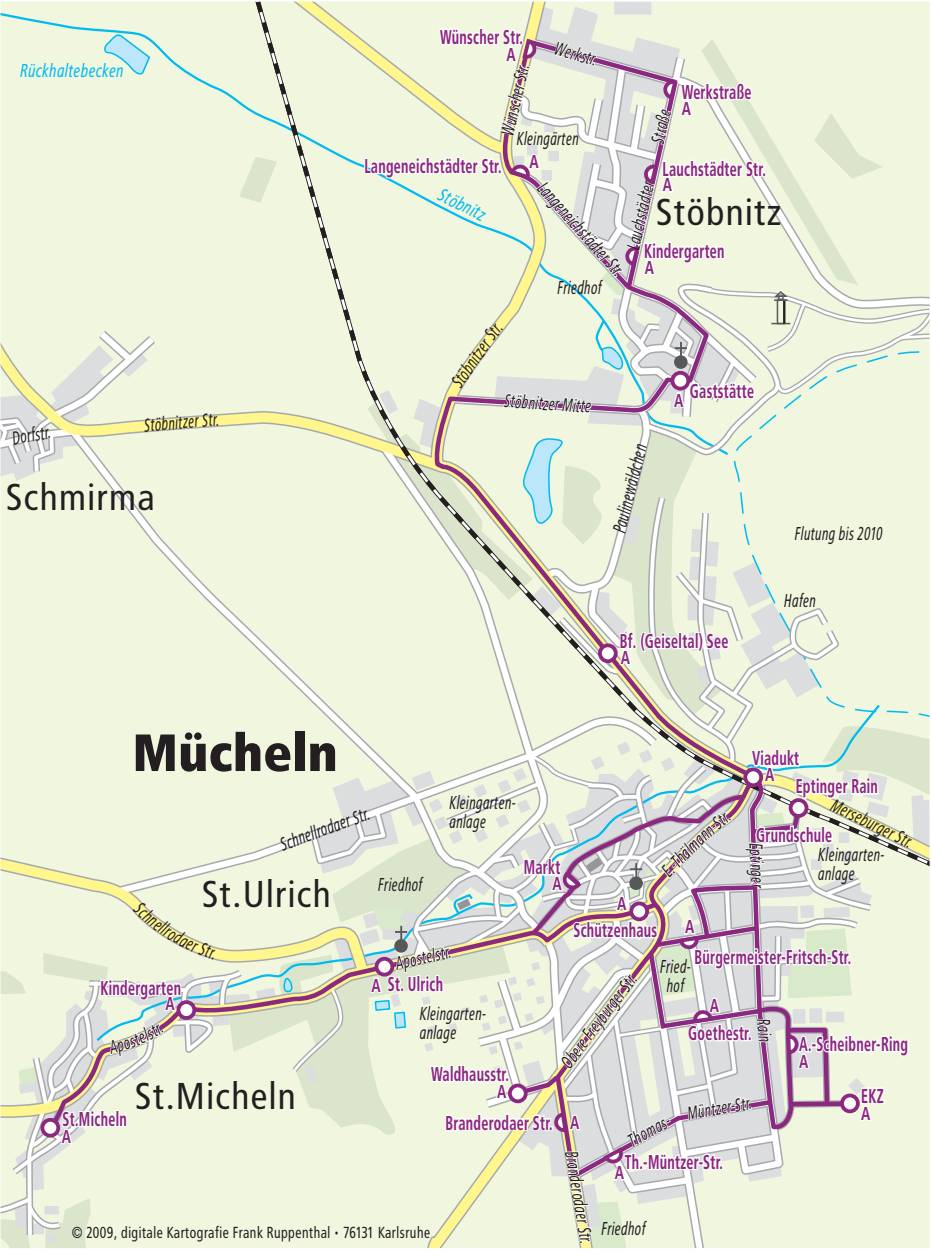 Wünscher Str.
A
Werkstr.
Rückhaltebecken
Wünscher Str.
Werkstraße
A
Straße
Kleingärten
Langeneichstädter Str.
A
Lauchstädter Str.
A
Langeneichstädter Str.
Lauchstädter
Stöbnitz
Stöbnitz
Kindergarten
A
Friedhof
Stöbnitzer Str.
Gaststätte
A
Stöbnitzer Mitte
Stöbnitzer Str.
Dorfstr.
Schmirma
Paulinewäldchen
Flutung bis 2010
Hafen
Bf. (Geiseltal) See
A
Mücheln
Viadukt
A
Eptinger Rain
Merseburger Str.
Kleingarten-
anlage
Schnellrodaer Str.
E.-Thälmann-Str.
Grundschule
Eptinger
Kleingarten-
anlage
Markt
A
Friedhof
St.Ulrich
A
Schützenhaus
Schnellrodaer Str.
Apostelstr.
A
Bürgermeister-Fritsch-Str.
Fried-
hof
A St. Ulrich
Kindergarten
A
Obere-Freyburger-Str.
A
Goethestr.
Rain
Kleingarten-
anlage
Apostelstr.
A.-Scheibner-Ring
A
Waldhausstr.
A
St.Micheln
EKZ
A
St.Micheln
A
Branderodaer Str.
A
Thomas-
Müntzer-Str.
Th.-Müntzer-Str.
A
Branderodaer Str.
Friedhof
© 2009, digitale Kartografie Frank Ruppenthal · 76131 Karlsruhe